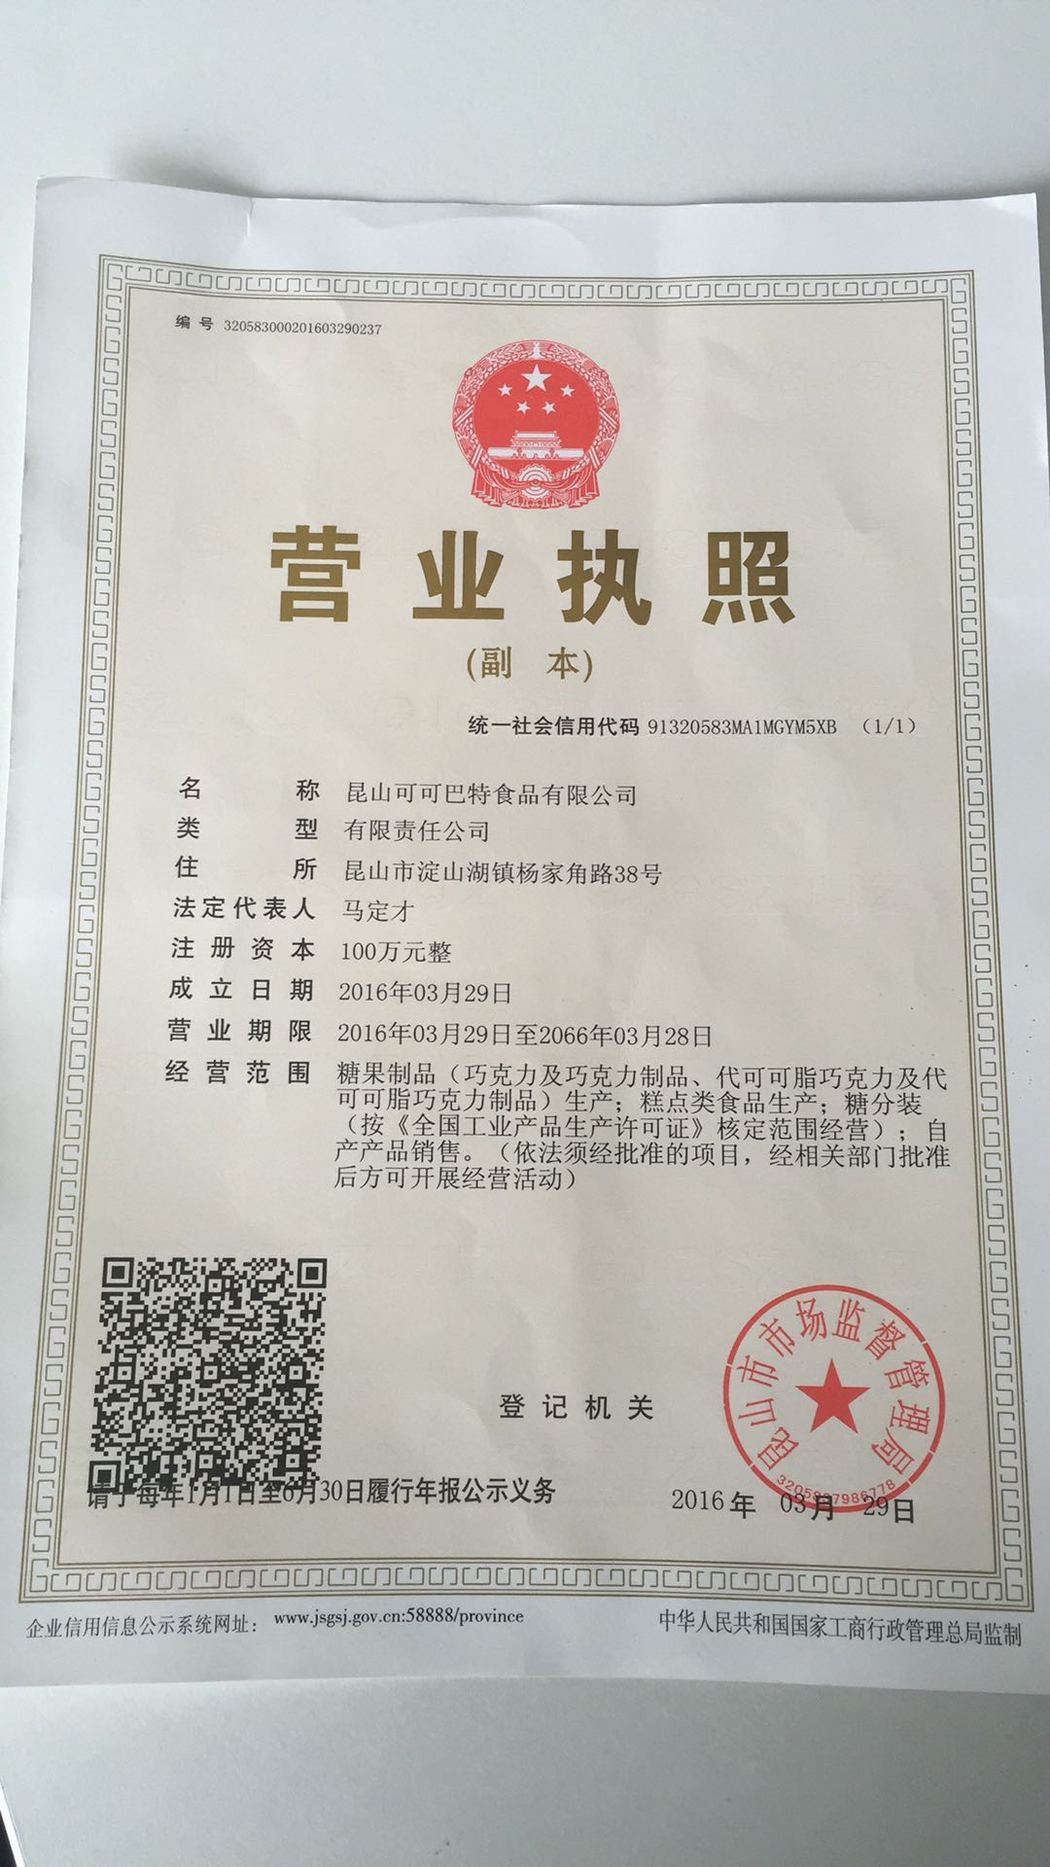 编号 320583000201603290237
营业执照
(副 本)
统一社会信用代码 91320583MA1MGYM5XB （1/1）
名称 昆山可可巴特食品有限公司
类型 有限责任公司
住所 昆山市淀山湖镇杨家角路38号
法定代表人 马定才
注册资本 100万元整
成立日期 2016年03月29日
营业期限 2016年03月29日至2066年03月28日
经营范围 糖果制品（巧克力及巧克力制品、代可可脂巧克力及代
可可脂巧克力制品）生产；糕点类食品生产；糖分装
（按《全国工业产品生产许可证》核定范围经营）；自
产产品销售。（依法须经批准的项目，经相关部门批准
后方可开展经营活动）
昆山市市场监督管理局
登记机关
请于每年1月1日至6月30日履行年报公示义务
2016年 03月 29日
企业信用信息公示系统网址： www.jsgsj.gov.cn:58888/province
中华人民共和国国家工商行政管理总局监制